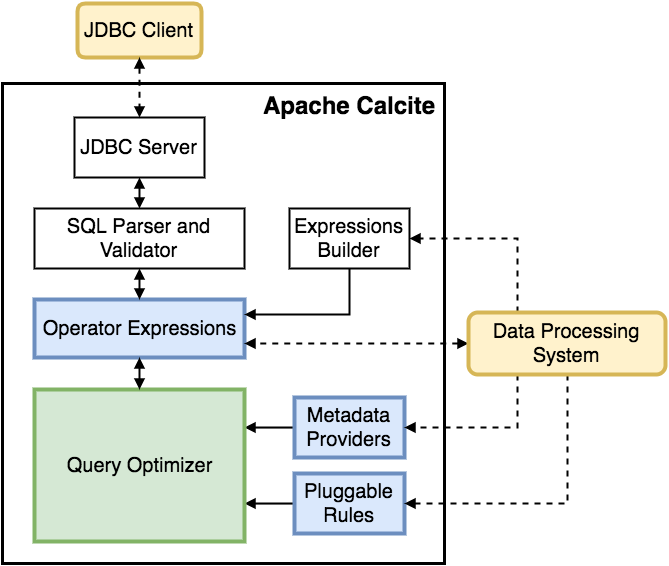 JDBC Client
Apache Calcite
JDBC Server
SQL Parser and
Validator
Expressions
Builder
Operator Expressions
Data Processing
System
Metadata
Providers
Query Optimizer
Pluggable
Rules